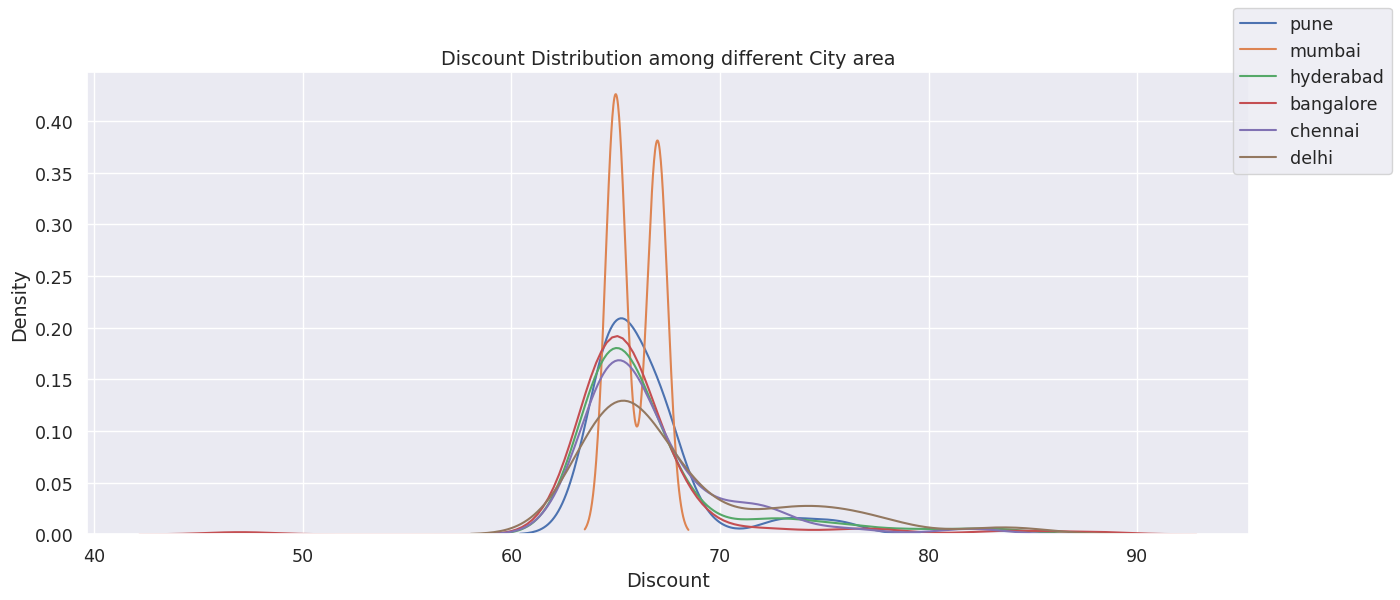 pune
mumbai
hyderabad
bangalore
chennai
delhi
Discount Distribution among different City area
0.40
0.35
0.30
0.25
0.20
0.15
0.10
0.05
0.00
Density
40 50 60 70 80 90
Discount